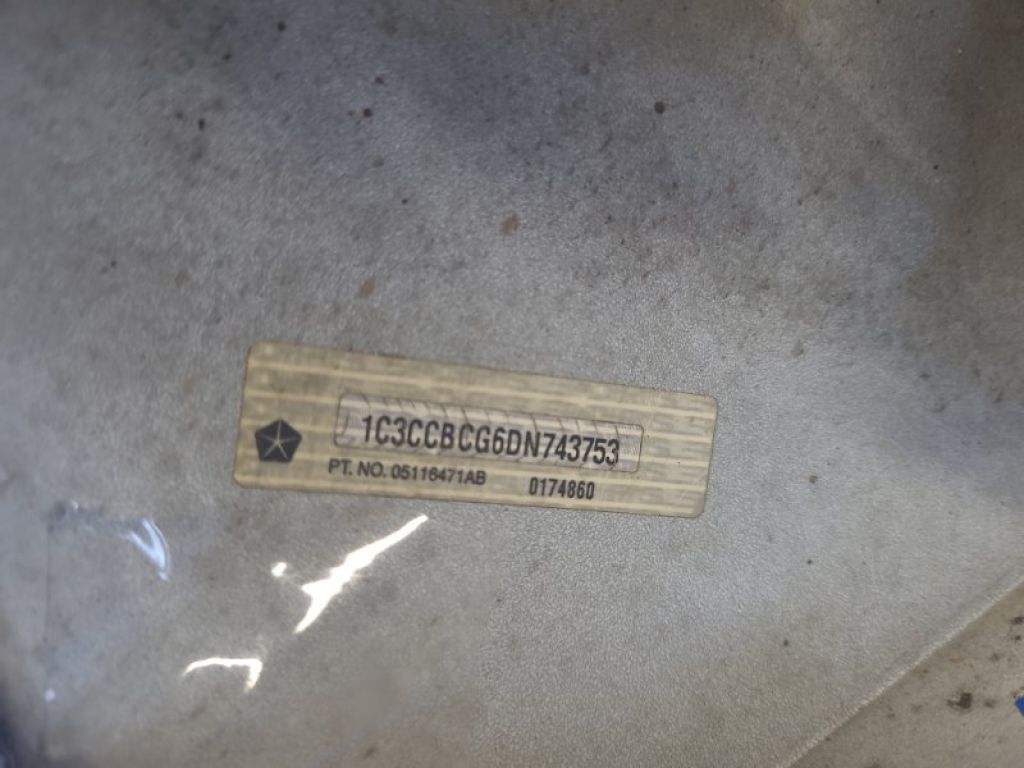 1C3CCBCG6DN743753
PT. NO. 05116471AB 0174860